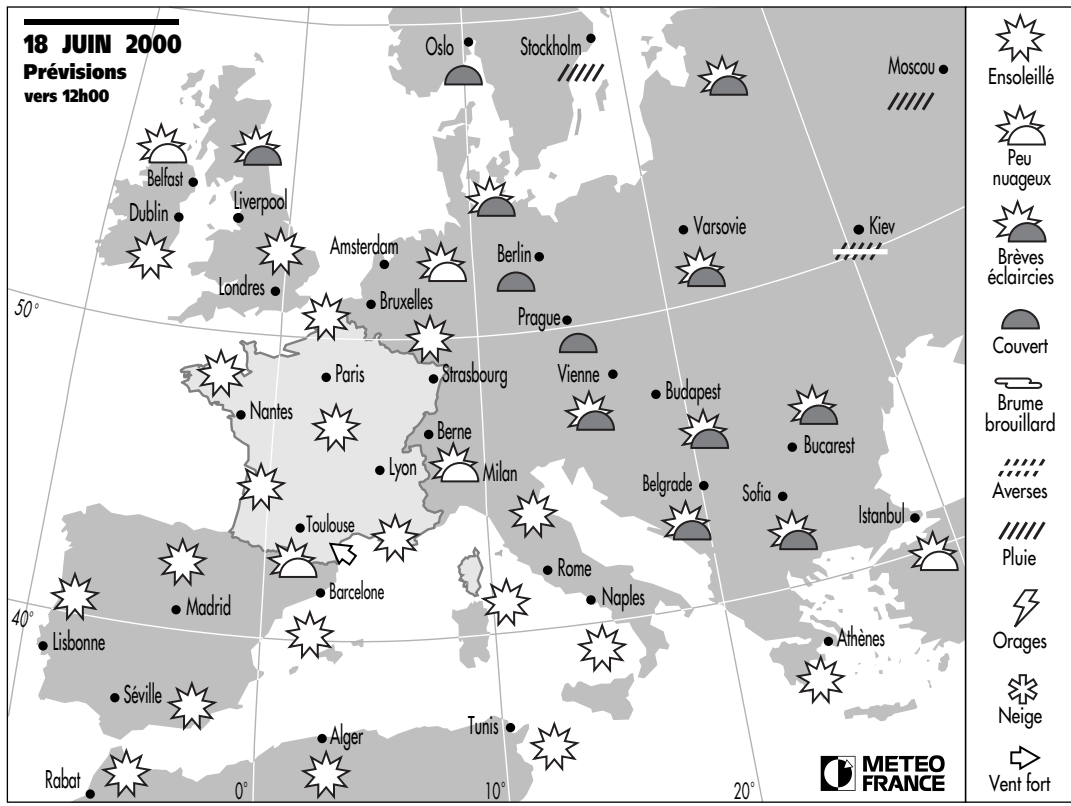 18 JUIN 2000
Prévisions
vers 12h00
Oslo
Stockholm
Moscou
Belfast
Dublin
Liverpool
Londres
Amsterdam
Bruxelles
Berlin
Varsovie
Kiev
Prague
50°
Paris
Strasbourg
Vienne
Budapest
Nantes
Berne
Lyon
Milan
Bucarest
Belgrade
Sofia
Istanbul
Toulouse
Barcelone
Rome
Naples
Madrid
40°
Lisbonne
Athènes
Séville
Alger
Tunis
Rabat
0°
10°
20°
METEO
FRANCE
Ensoleillé
Peu
nuageux
Brèves
éclaircies
Couvert
Brume
brouillard
Averses
Pluie
Orages
Neige
Vent fort